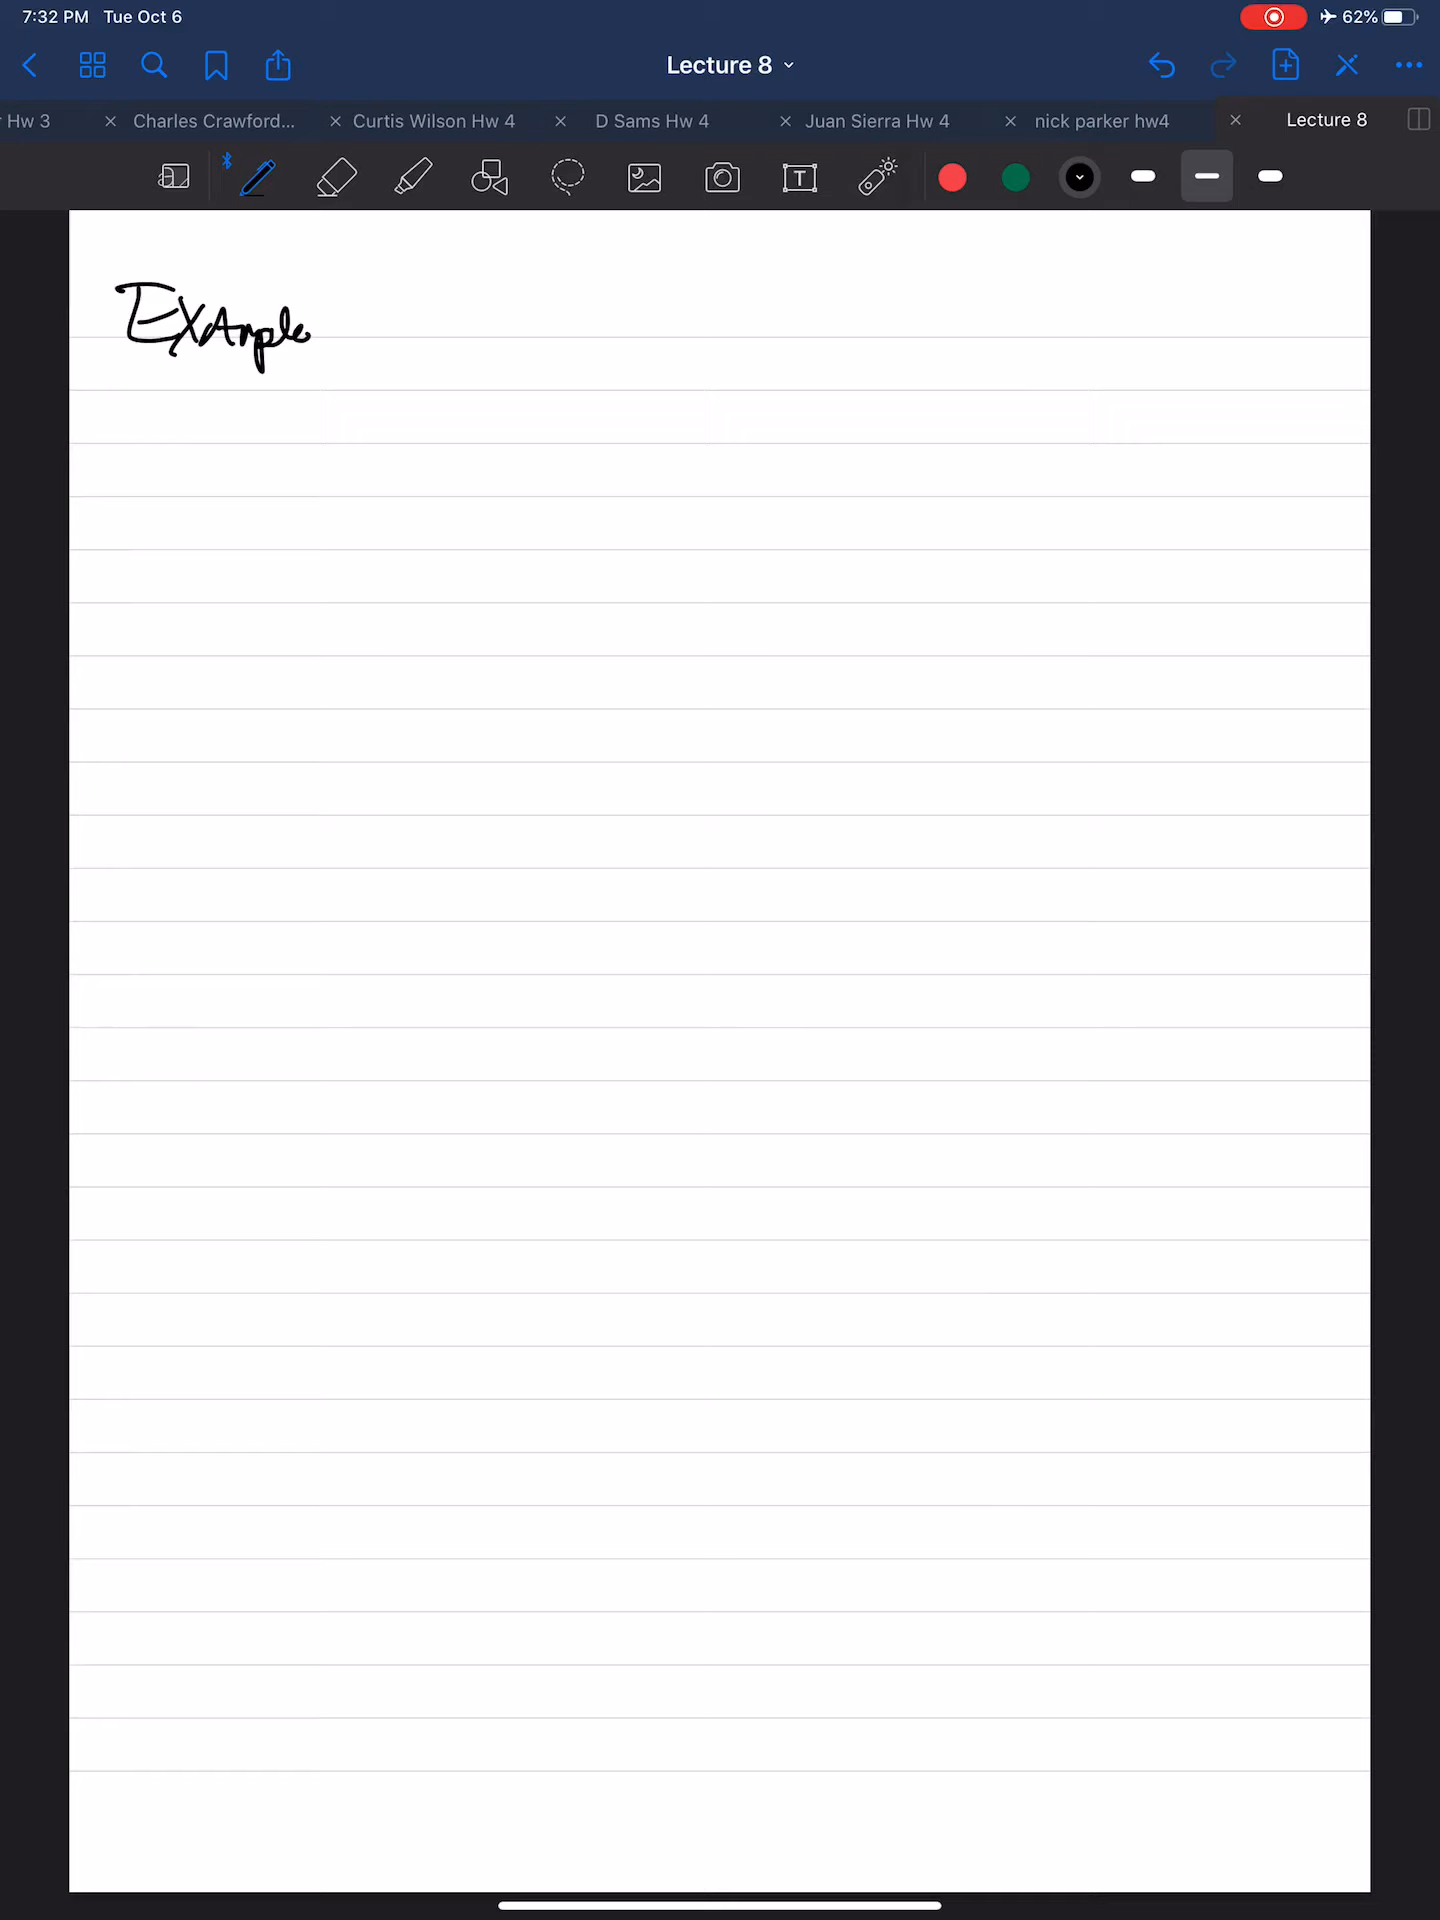 7:32 PM Tue Oct 6 62%
Lecture 8
Hw 3 Charles Crawford... Curtis Wilson Hw 4 D Sams Hw 4 Juan Sierra Hw 4 nick parker hw4 Lecture 8
T
Example